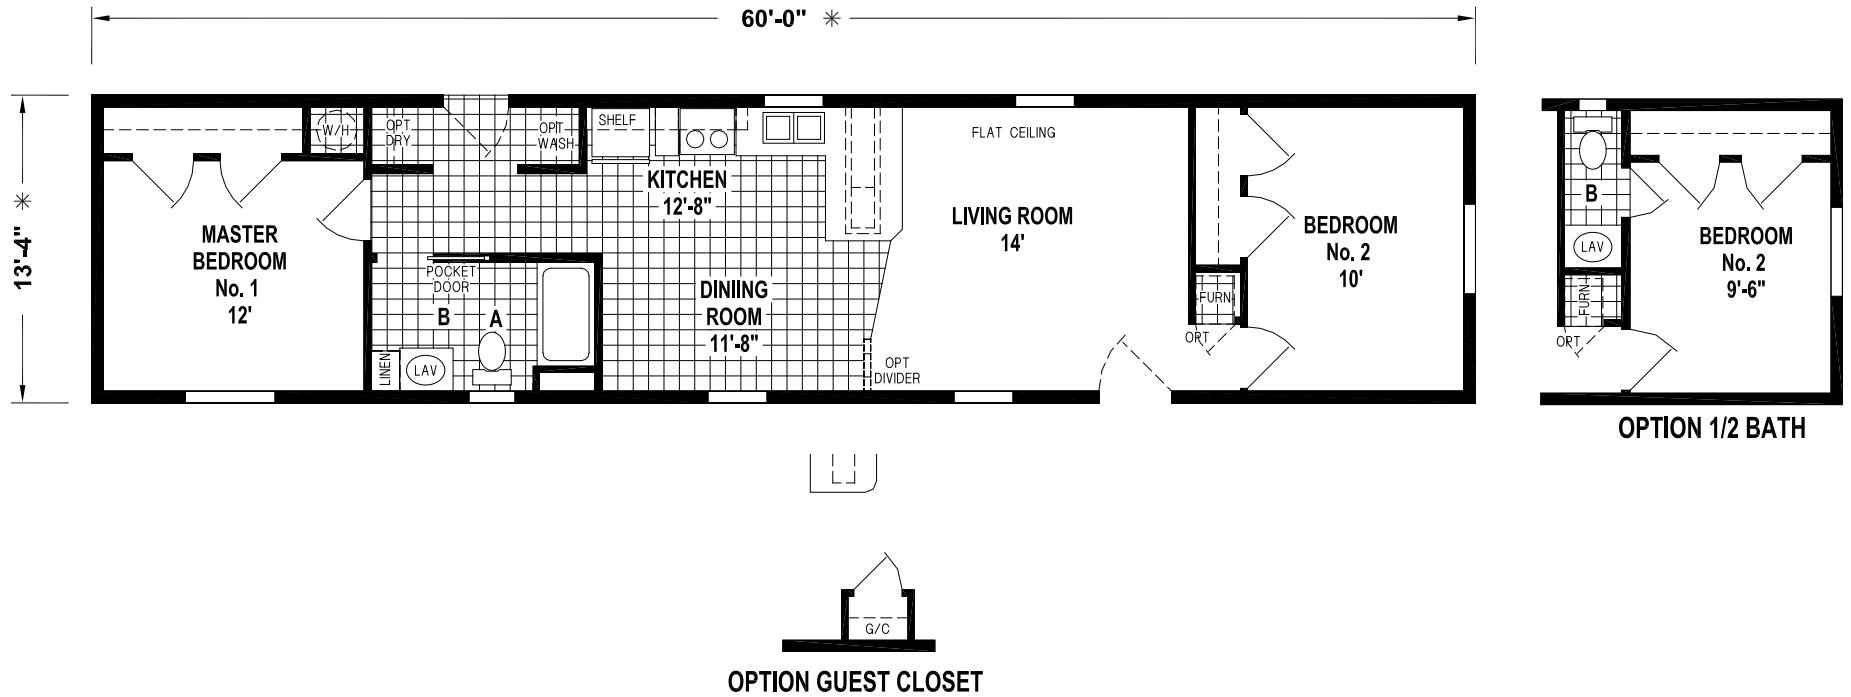 60'-0" ✳
13'-4" ✳
W/H
OPT
DRY
OPT
WASH
SHELF
FLAT CEILING
KITCHEN
12'-8"
MASTER
BEDROOM
No. 1
12'
LIVING ROOM
14'
BEDROOM
No. 2
10'
POCKET
DOOR
B
A
DINIING
ROOM
11'-8"
FURN
OPT
LINEN
LAV
OPT
DIVIDER
B
LAV
BEDROOM
No. 2
9'-6"
FURN
OPT
OPTION 1/2 BATH
G/C
OPTION GUEST CLOSET